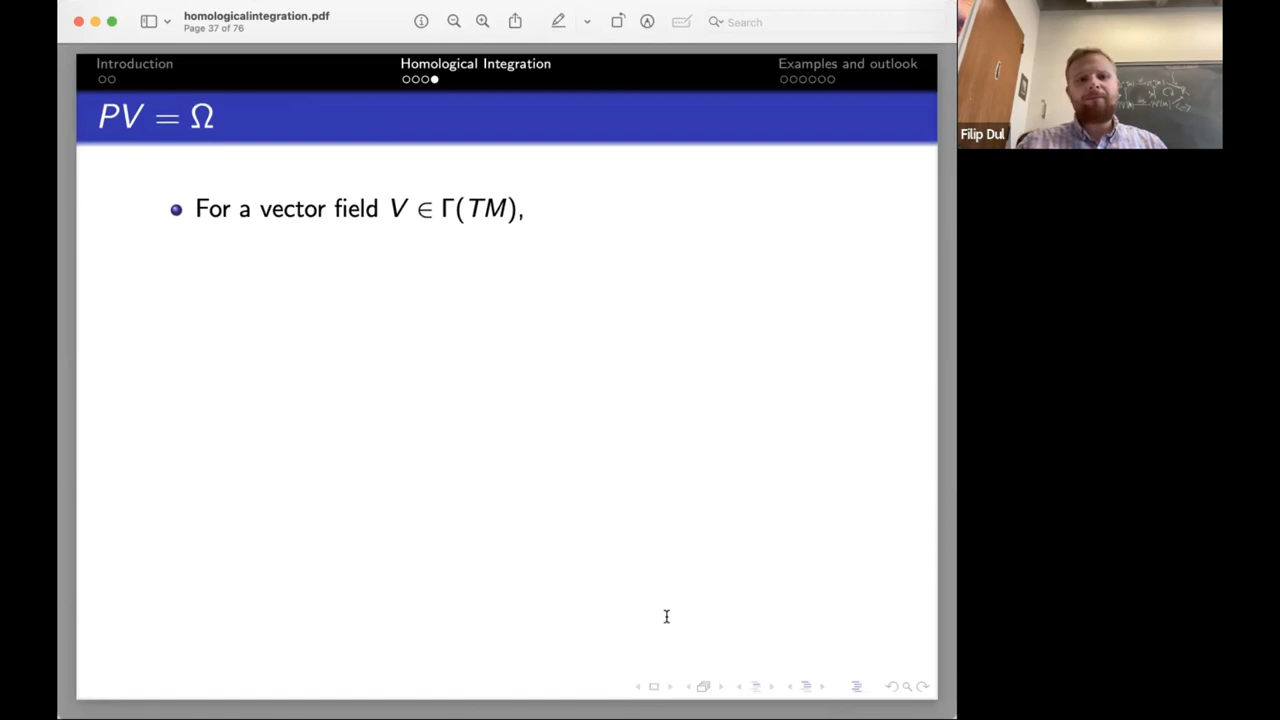 homologicalintegration.pdf
Page 37 of 76
Search
Introduction
Homological Integration
Examples and outlook
PV = Ω
For a vector field V ∈ Γ(TM),
Filip Dul